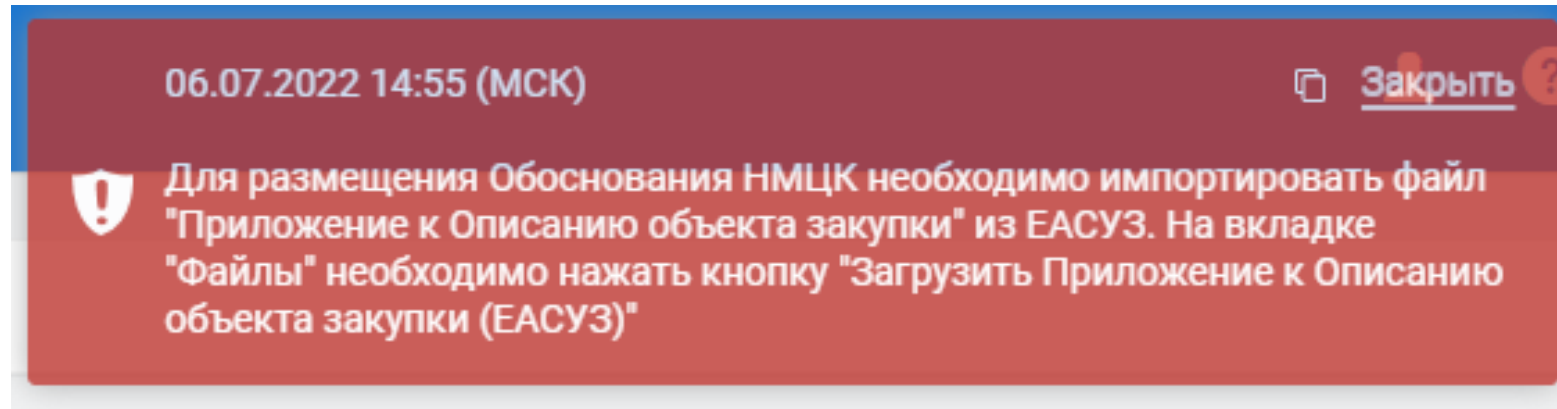 06.07.2022 14:55 (МСК)
Закрыть
?
Для размещения Обоснования НМЦК необходимо импортировать файл
"Приложение к Описанию объекта закупки" из ЕАСУЗ. На вкладке
"Файлы" необходимо нажать кнопку "Загрузить Приложение к Описанию
объекта закупки (ЕАСУЗ)"